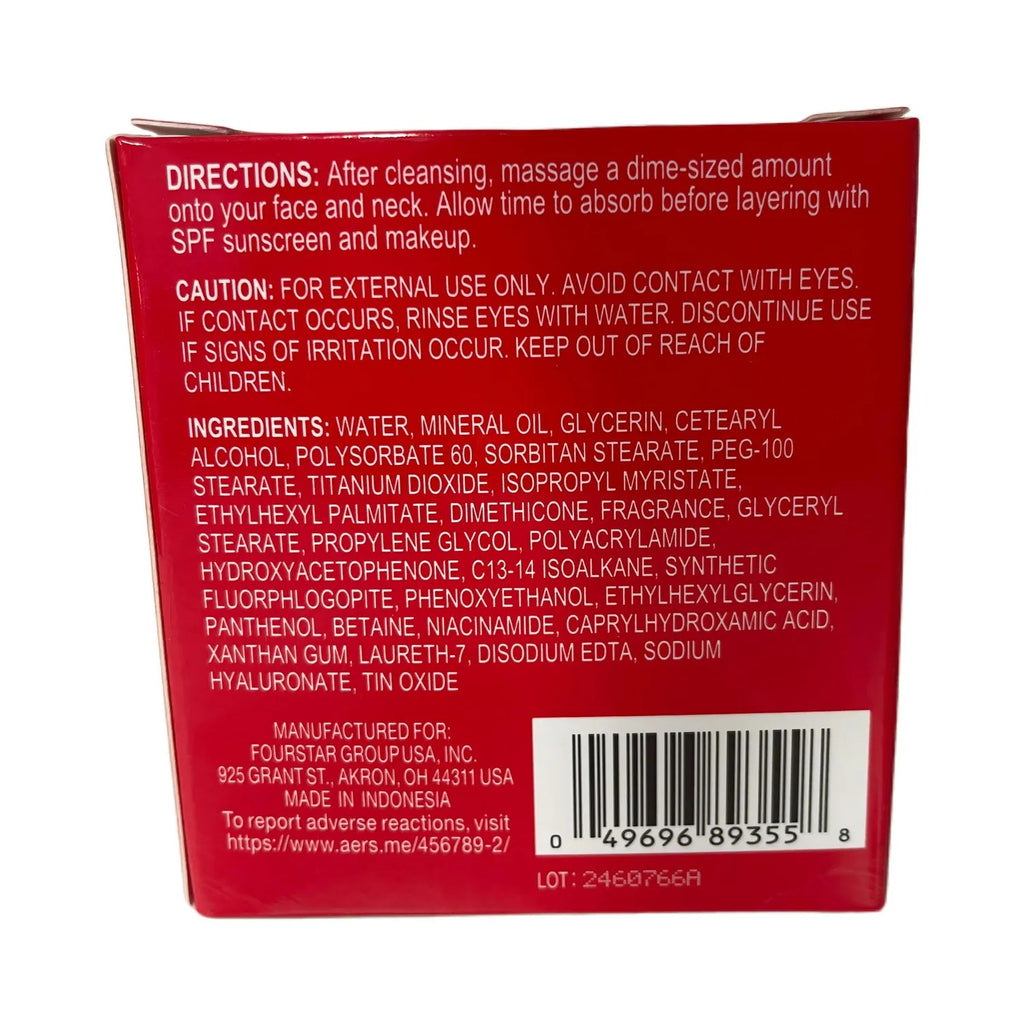 DIRECTIONS: After cleansing, massage a dime-sized amount
onto your face and neck. Allow time to absorb before layering with
SPF sunscreen and makeup.
CAUTION: FOR EXTERNAL USE ONLY. AVOID CONTACT WITH EYES.
IF CONTACT OCCURS, RINSE EYES WITH WATER. DISCONTINUE USE
IF SIGNS OF IRRITATION OCCUR. KEEP OUT OF REACH OF
CHILDREN.
INGREDIENTS: WATER, MINERAL OIL, GLYCERIN, CETEARYL
ALCOHOL, POLYSORBATE 60, SORBITAN STEARATE, PEG-100
STEARATE, TITANIUM DIOXIDE, ISOPROPYL MYRISTATE,
ETHYLHEXYL PALMITATE, DIMETHICONE, FRAGRANCE, GLYCERYL
STEARATE, PROPYLENE GLYCOL, POLYACRYLAMIDE,
HYDROXYACETOPHENONE, C13-14 ISOALKANE, SYNTHETIC
FLUORPHLOGOPITE, PHENOXYETHANOL, ETHYLHEXYLGLYCERIN,
PANTHENOL, BETAINE, NIACINAMIDE, CAPRYLHYDROXAMIC ACID,
XANTHAN GUM, LAURETH-7, DISODIUM EDTA, SODIUM
HYALURONATE, TIN OXIDE
MANUFACTURED FOR:
FOURSTAR GROUP USA, INC.
925 GRANT ST., AKRON, OH 44311 USA
MADE IN INDONESIA
To report adverse reactions, visit
https://www.aers.me/456789-2/
0 49696 89355 8
LOT: 2460766A